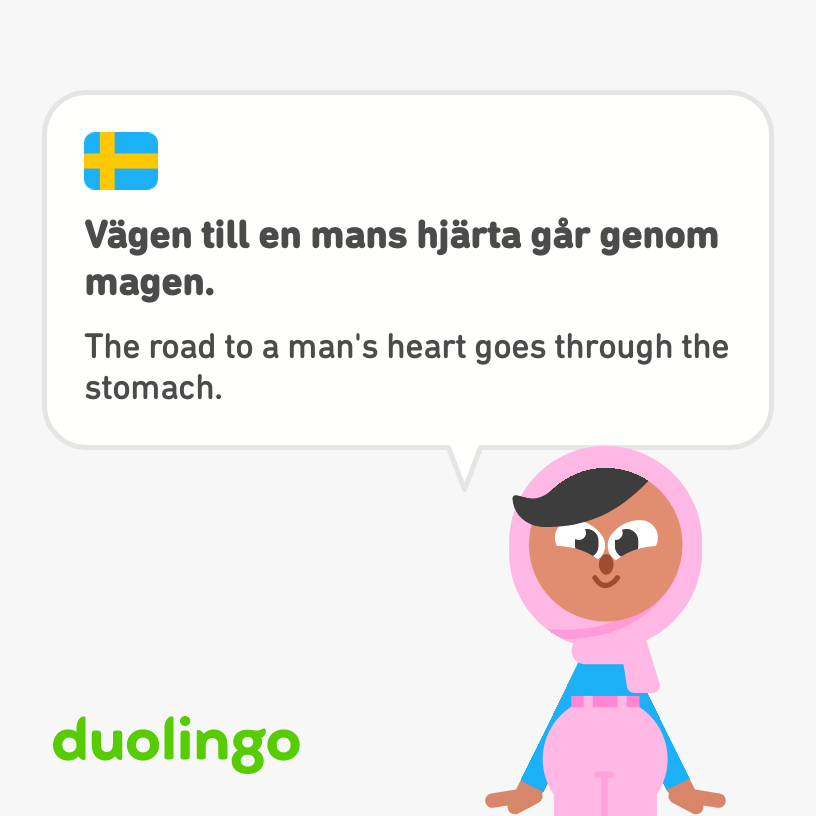 Vägen till en mans hjärta går genom
magen.
The road to a man's heart goes through the
stomach.
duolingo